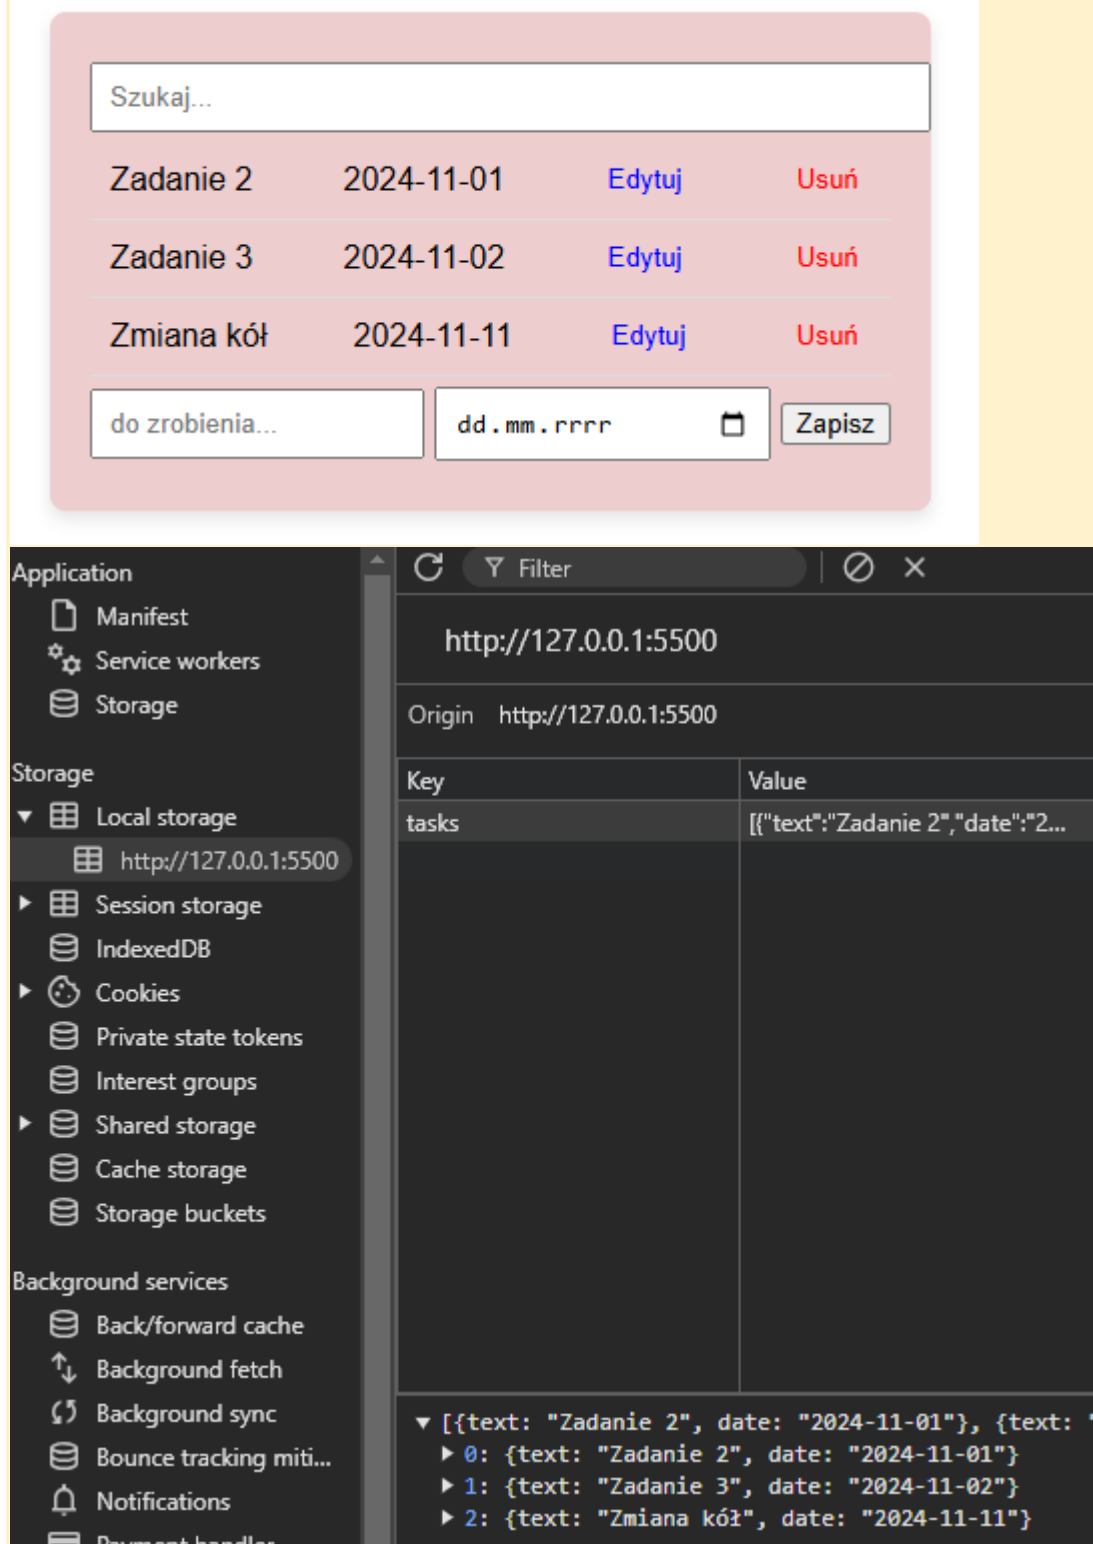 Szukaj...
Zadanie 2 2024-11-01 Edytuj Usuń
Zadanie 3 2024-11-02 Edytuj Usuń
Zmiana kół 2024-11-11 Edytuj Usuń
do zrobienia... dd.mm.rrrr Zapisz
Application
Manifest
Service workers
Storage
Storage
Local storage
http://127.0.0.1:5500
Session storage
IndexedDB
Cookies
Private state tokens
Interest groups
Shared storage
Cache storage
Storage buckets
Background services
Back/forward cache
Background fetch
Background sync
Bounce tracking miti...
Notifications
Payment handler
Filter
http://127.0.0.1:5500
Origin http://127.0.0.1:5500
Key Value
tasks [{"text":"Zadanie 2","date":"2...
[{text: "Zadanie 2", date: "2024-11-01"}, {text: "
0: {text: "Zadanie 2", date: "2024-11-01"}
1: {text: "Zadanie 3", date: "2024-11-02"}
2: {text: "Zmiana kół", date: "2024-11-11"}